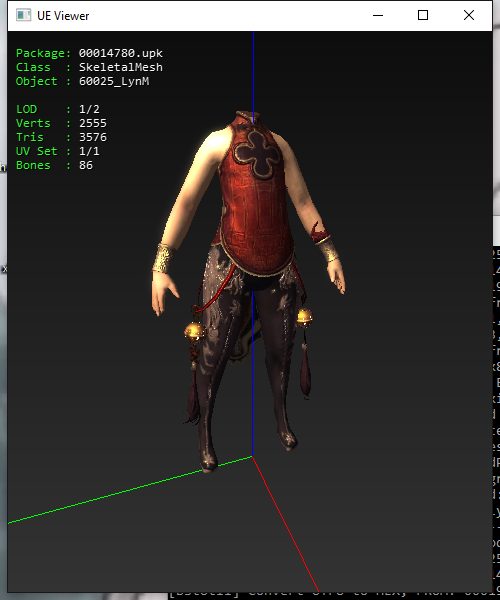 UE Viewer
Package: 00014780.upk
Class : SkeletalMesh
Object : 60025_LynM
LOD : 1/2
Verts : 2555
Tris : 3576
UV Set : 1/1
Bones : 86